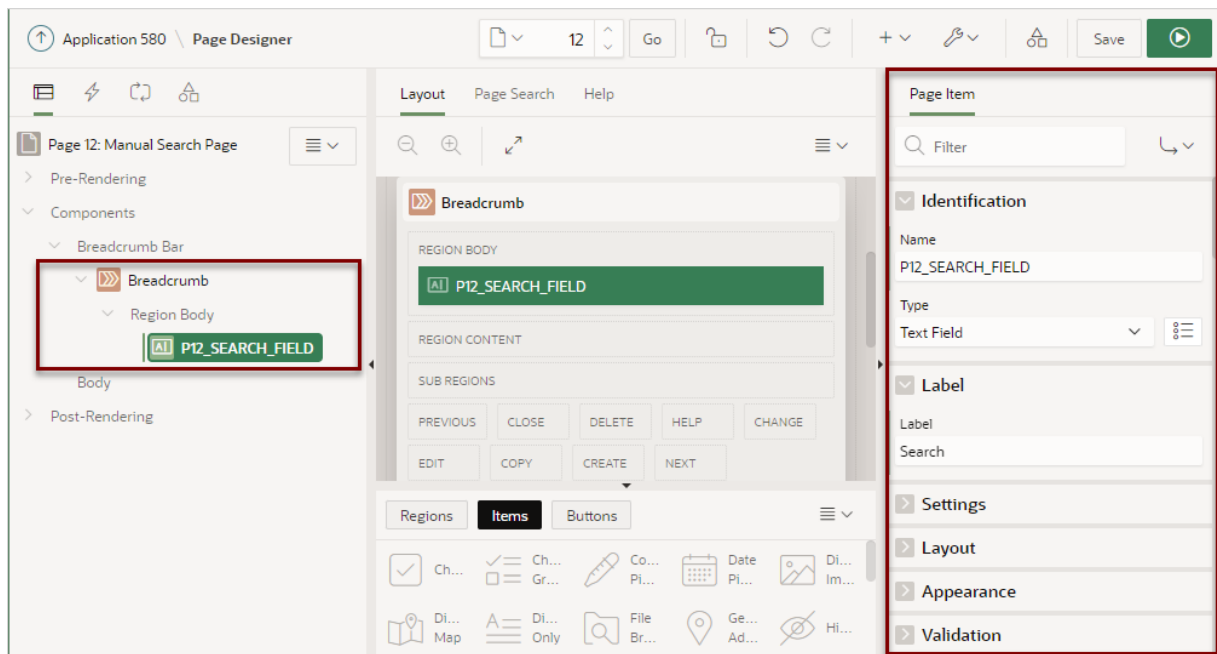 Application 580 \ Page Designer
12
Go
Save
Layout
Page Search
Help
Page Item
Page 12: Manual Search Page
Filter
Pre-Rendering
Components
Breadcrumb Bar
Breadcrumb
Region Body
P12_SEARCH_FIELD
Body
Post-Rendering
Breadcrumb
REGION BODY
P12_SEARCH_FIELD
REGION CONTENT
SUB REGIONS
PREVIOUS
CLOSE
DELETE
HELP
CHANGE
EDIT
COPY
CREATE
NEXT
Regions
Items
Buttons
Ch...
Ch...
Gr...
Co...
Pi...
Date
Pi...
Di...
Im...
Di...
Map
Di...
Only
File
Br...
Ge...
Ad...
Hi...
Identification
Name
P12_SEARCH_FIELD
Type
Text Field
Label
Label
Search
Settings
Layout
Appearance
Validation